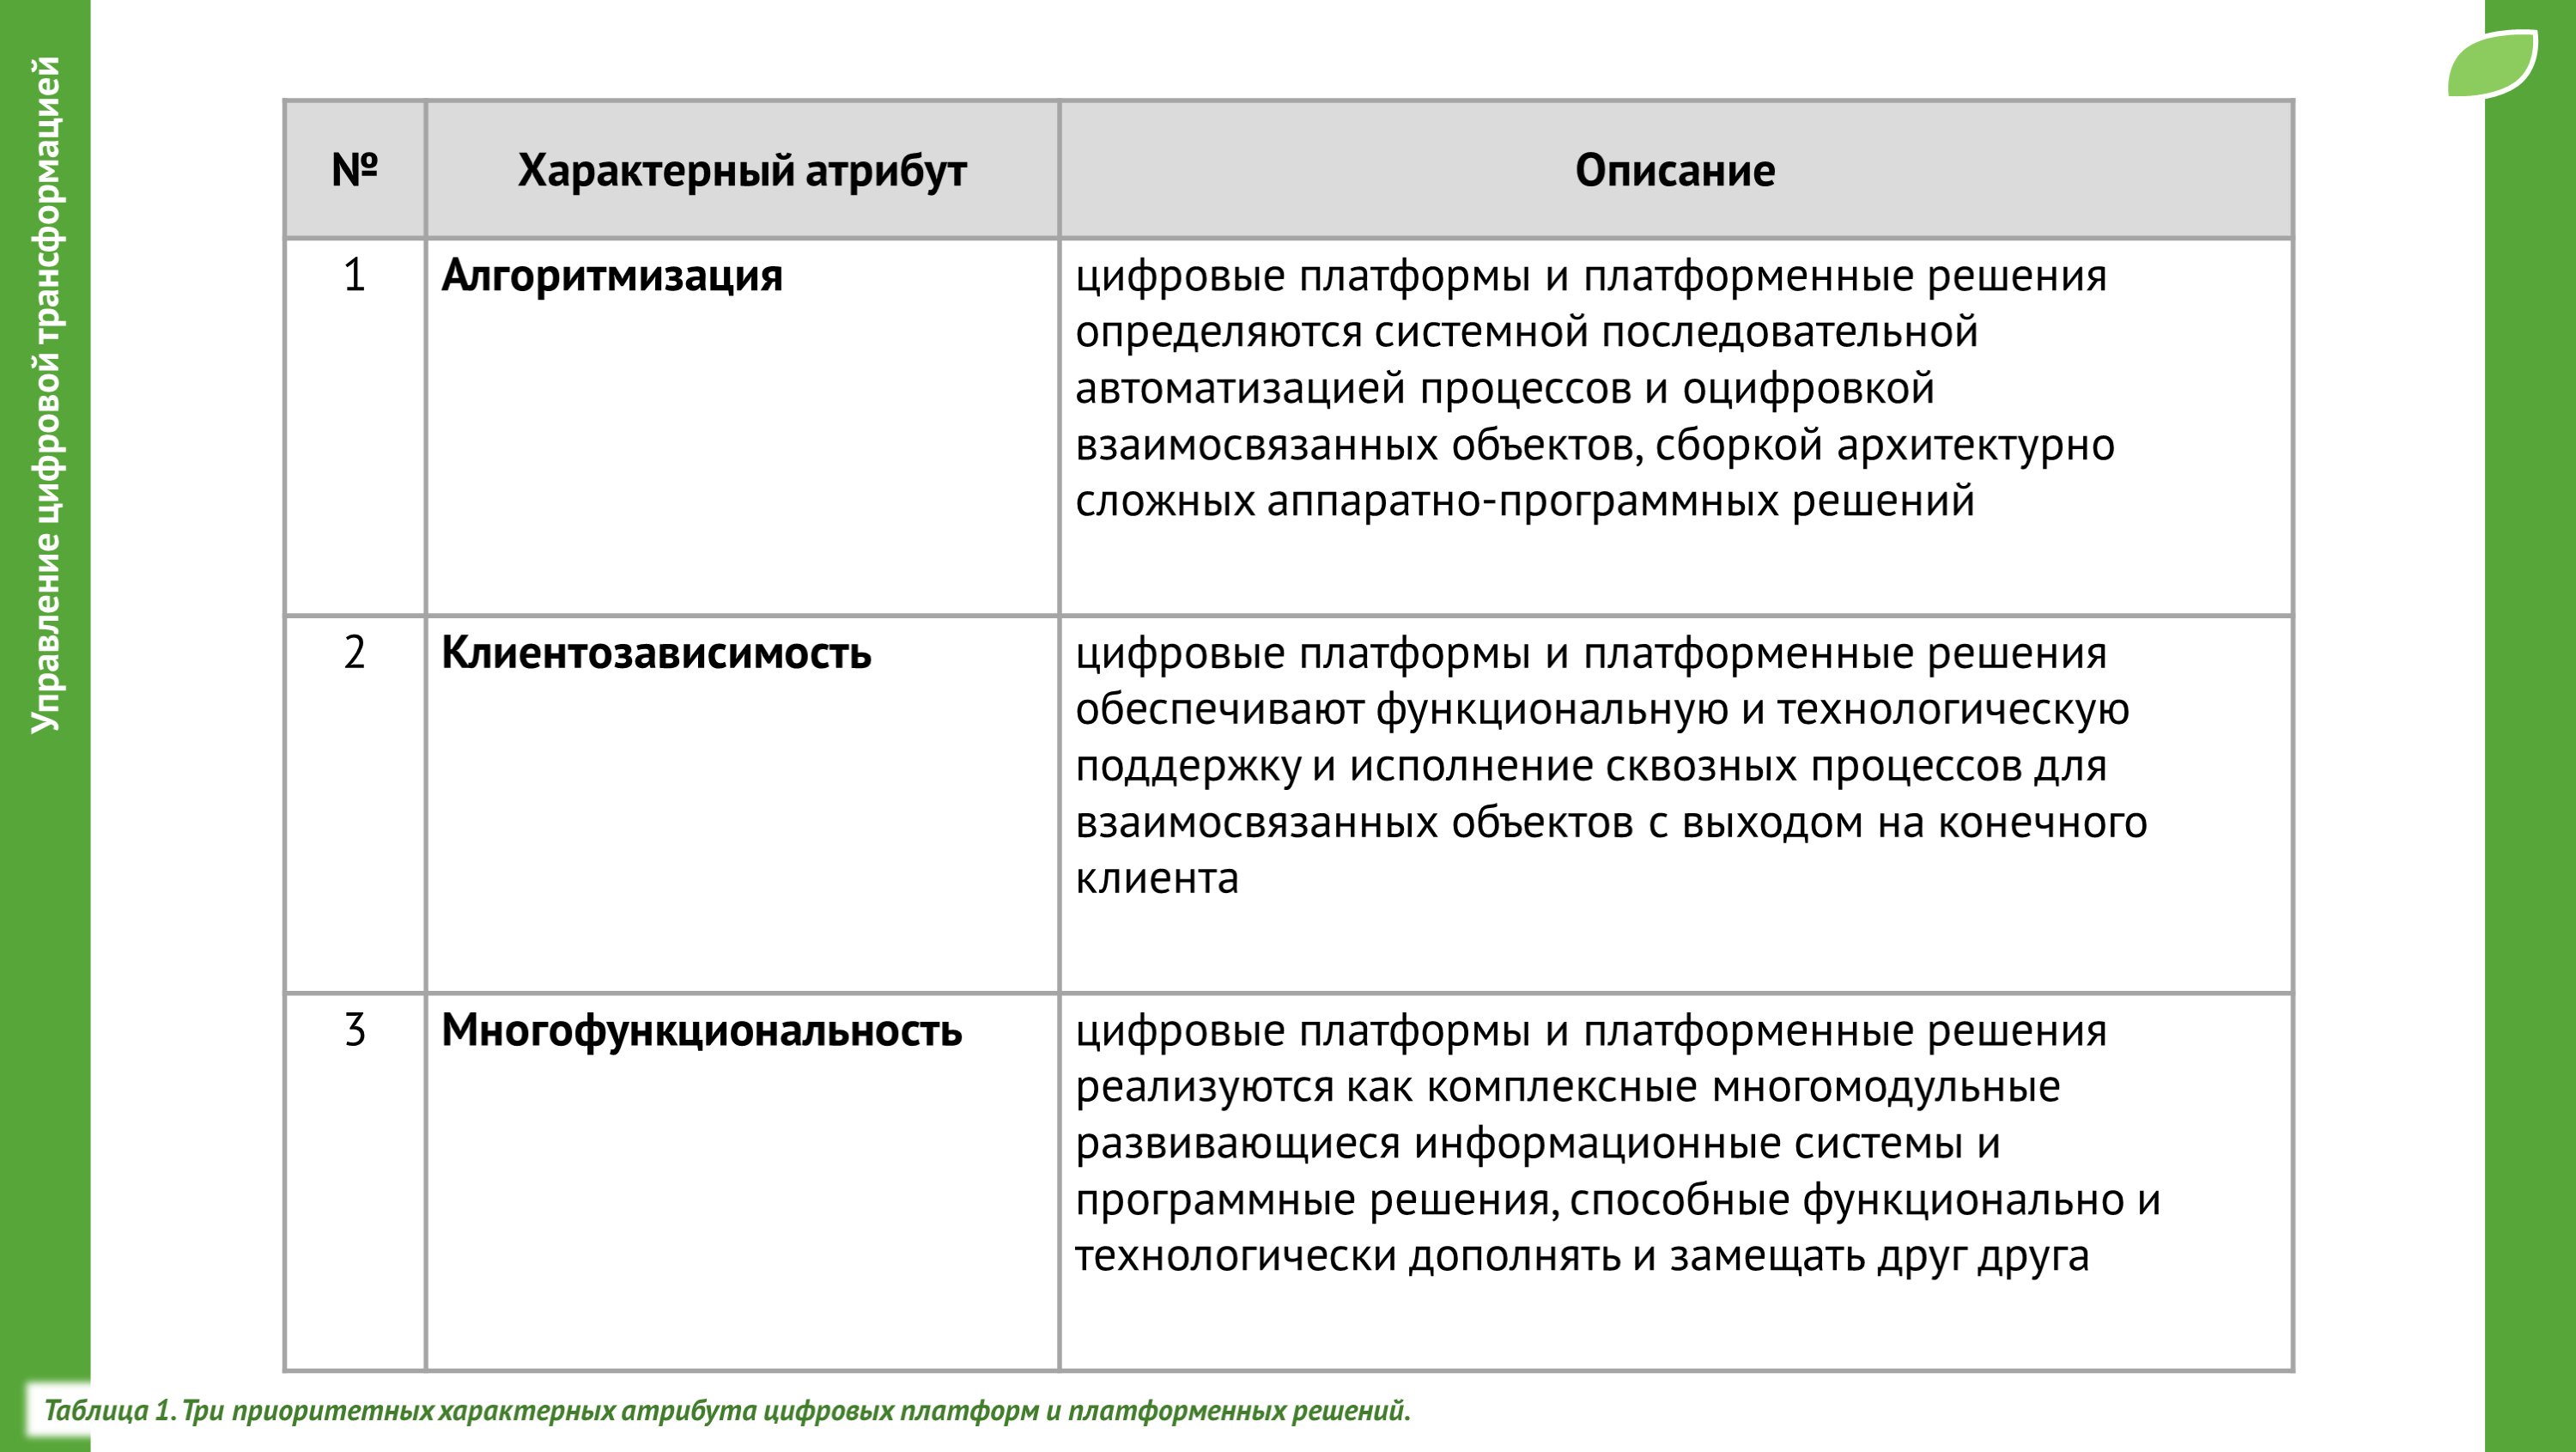 Управление цифровой трансформацией
№ Характерный атрибут Описание
1 Алгоритмизация цифровые платформы и платформенные решения
определяются системной последовательной
автоматизацией процессов и оцифровкой
взаимосвязанных объектов, сборкой архитектурно
сложных аппаратно-программных решений
2 Клиентозависимость цифровые платформы и платформенные решения
обеспечивают функциональную и технологическую
поддержку и исполнение сквозных процессов для
взаимосвязанных объектов с выходом на конечного
клиента
3 Многофункциональность цифровые платформы и платформенные решения
реализуются как комплексные многомодульные
развивающиеся информационные системы и
программные решения, способные функционально и
технологически дополнять и замещать друг друга
Таблица 1. Три приоритетных характерных атрибута цифровых платформ и платформенных решений.